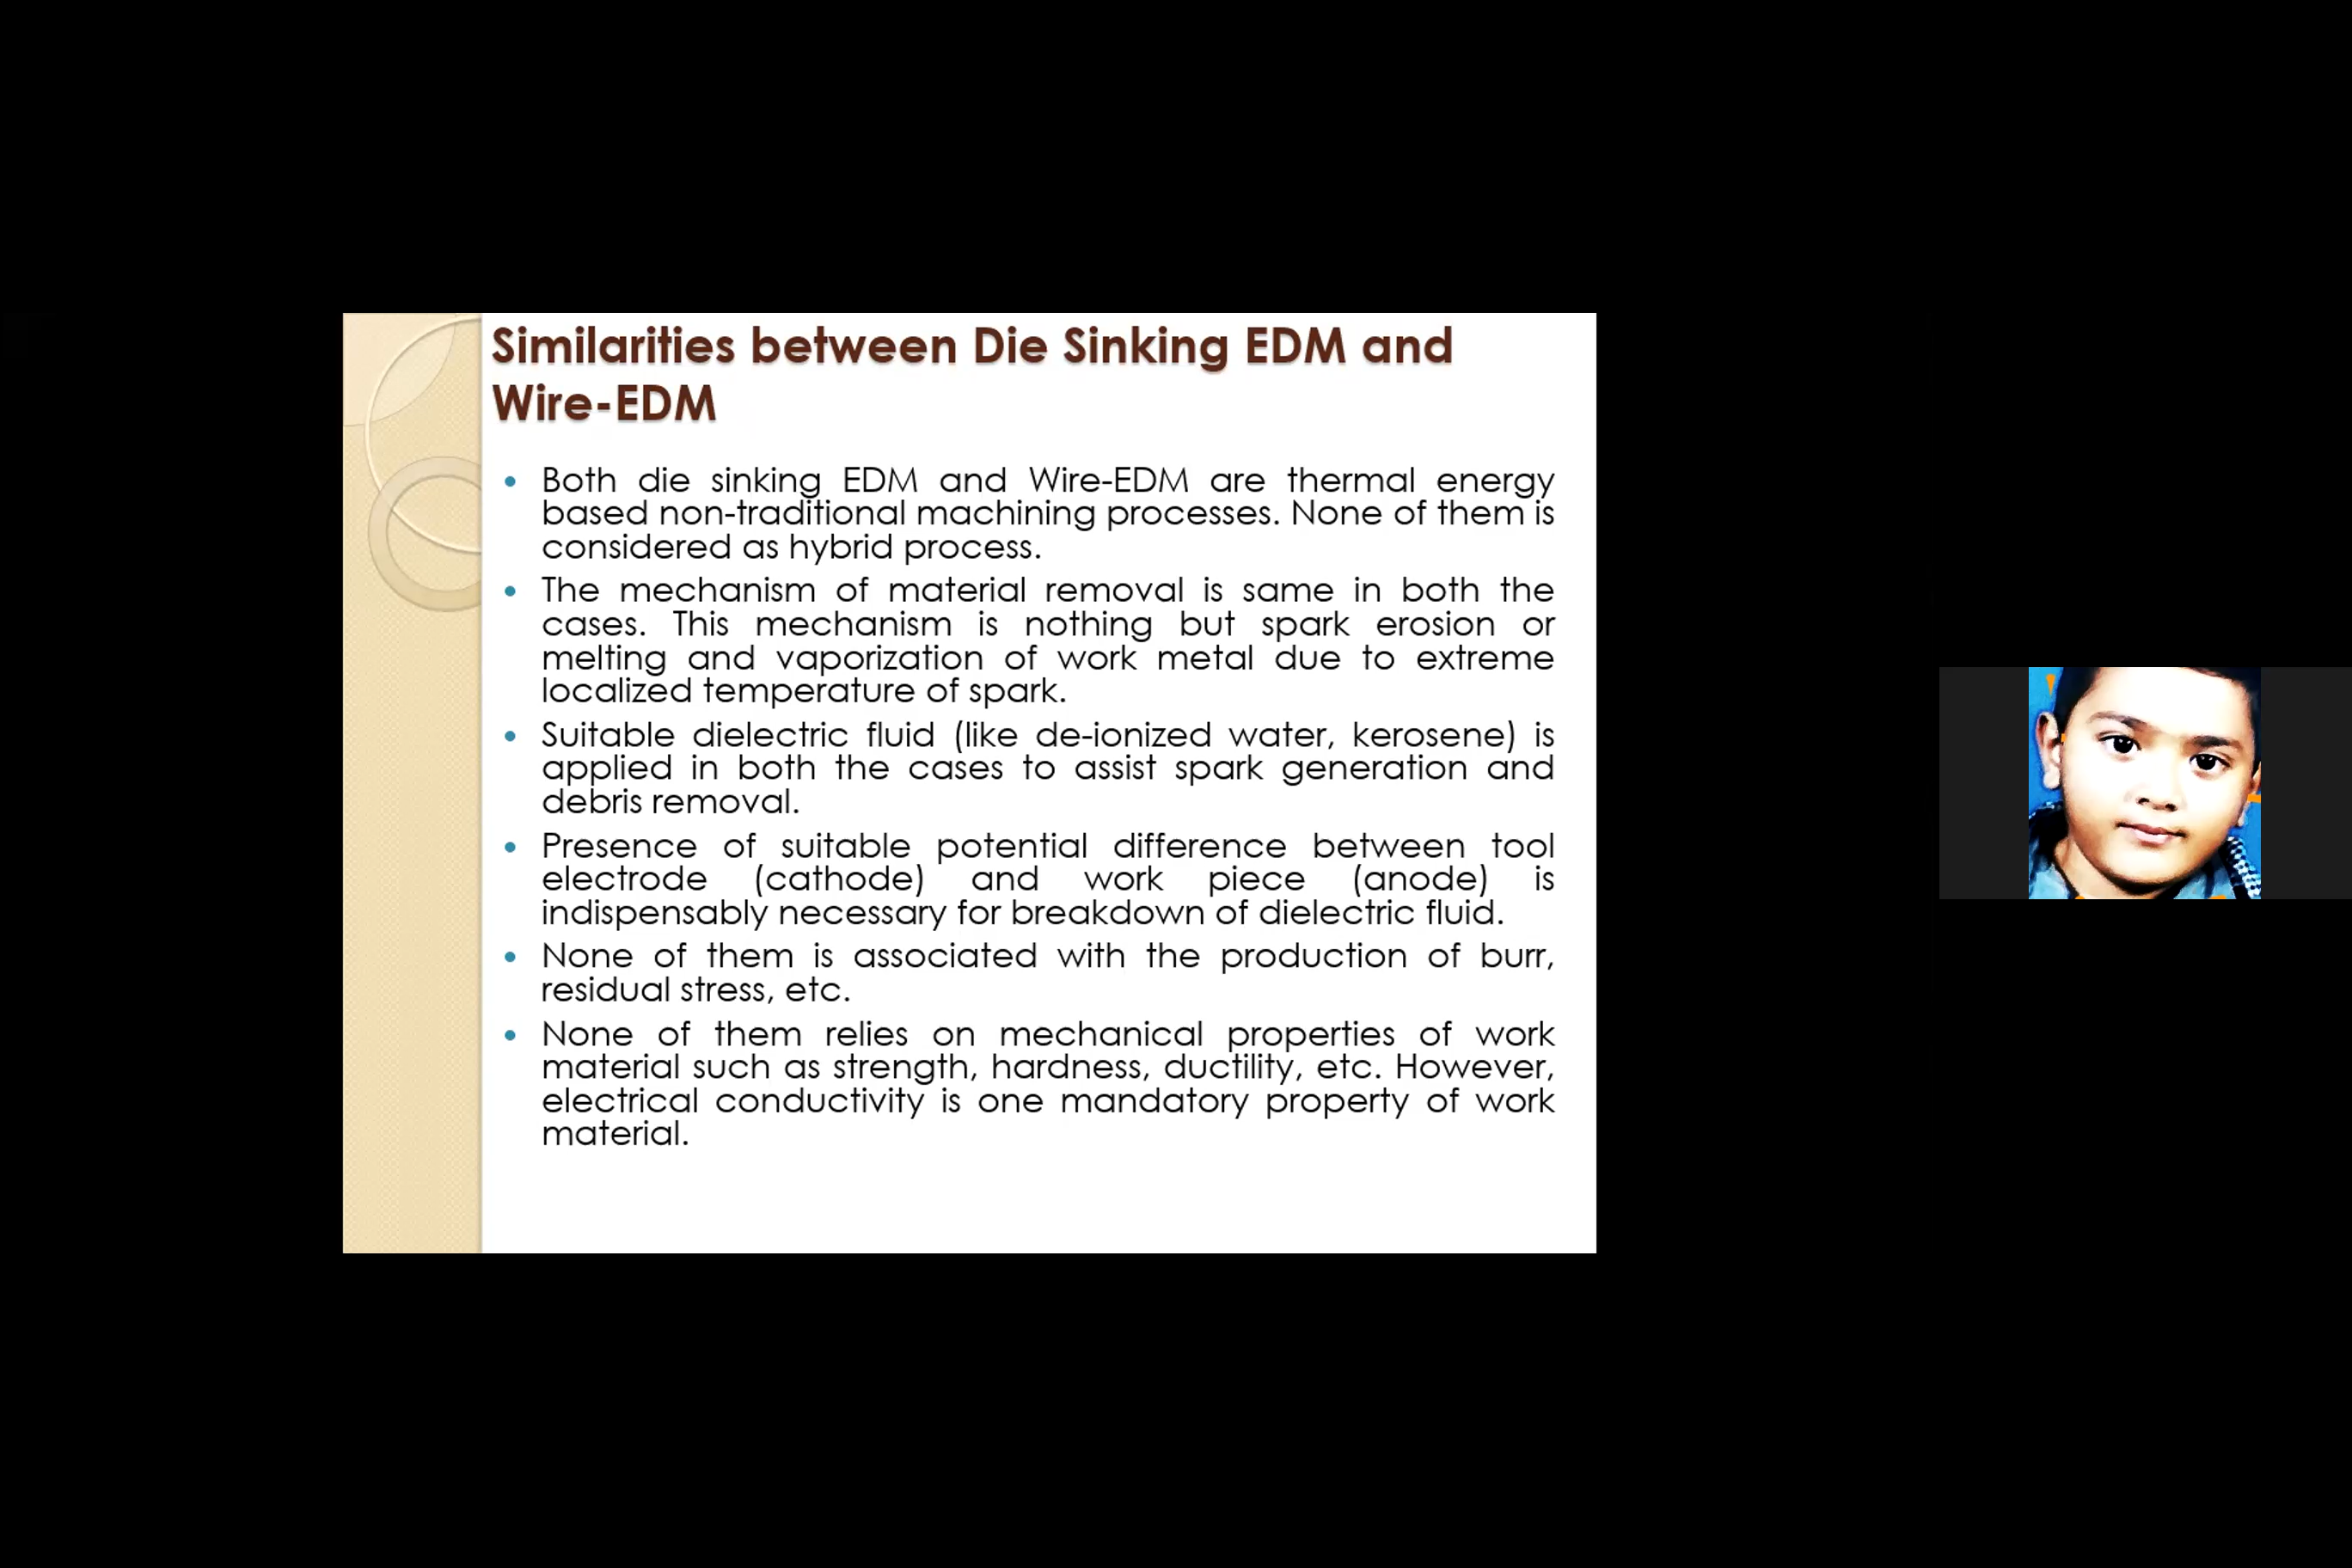 Similarities between Die Sinking EDM and
Wire-EDM
• Both die sinking EDM and Wire-EDM are thermal energy
based non-traditional machining processes. None of them is
considered as hybrid process.
• The mechanism of material removal is same in both the
cases. This mechanism is nothing but spark erosion or
melting and vaporization of work metal due to extreme
localized temperature of spark.
• Suitable dielectric fluid (like de-ionized water, kerosene) is
applied in both the cases to assist spark generation and
debris removal.
• Presence of suitable potential difference between tool
electrode (cathode) and work piece (anode) is
indispensably necessary for breakdown of dielectric fluid.
• None of them is associated with the production of burr,
residual stress, etc.
• None of them relies on mechanical properties of work
material such as strength, hardness, ductility, etc. However,
electrical conductivity is one mandatory property of work
material.